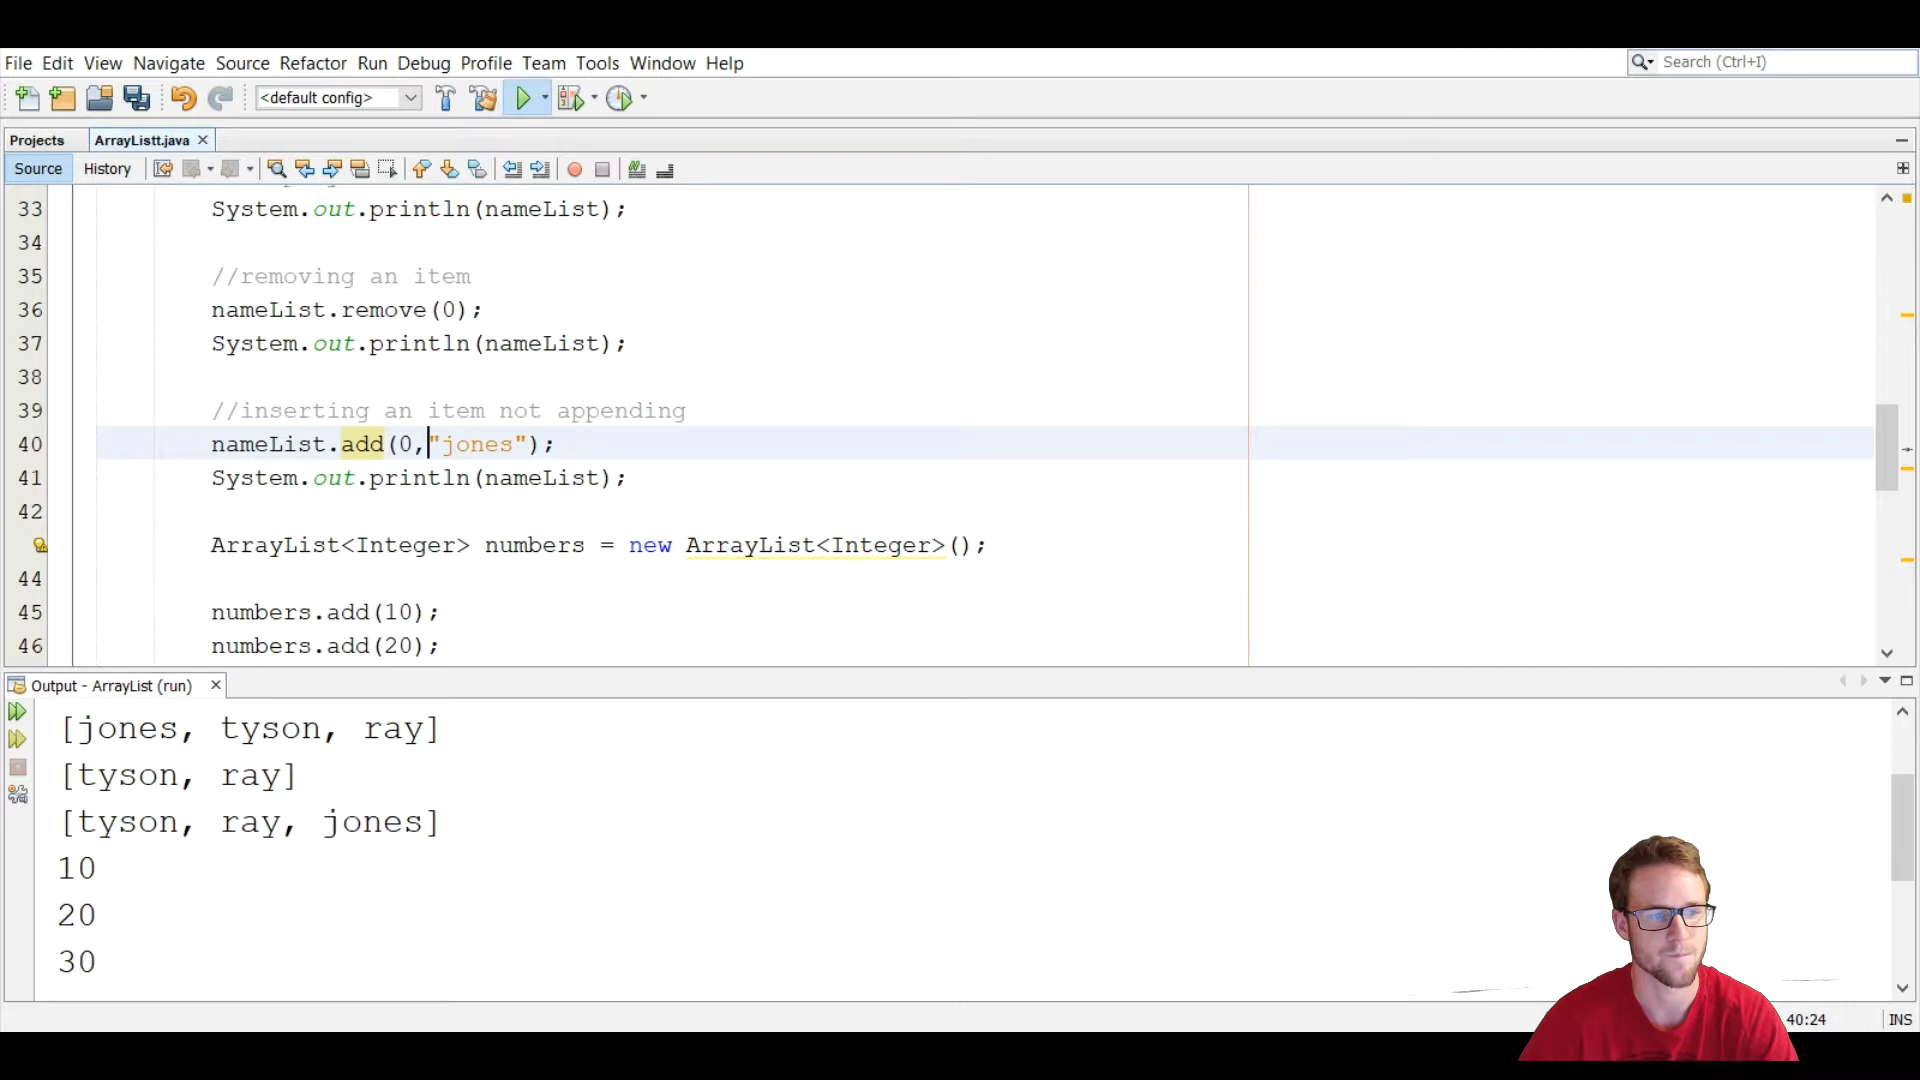 File Edit View Navigate Source Refactor Run Debug Profile Team Tools Window Help
Search (Ctrl+I)
<default config>
Projects ArrayListt.java
Source History
33 System.out.println(nameList);
34
35 //removing an item
36 nameList.remove(0);
37 System.out.println(nameList);
38
39 //inserting an item not appending
40 nameList.add(0,"jones");
41 System.out.println(nameList);
42
ArrayList<Integer> numbers = new ArrayList<Integer>();
44
45 numbers.add(10);
46 numbers.add(20);
Output - ArrayList (run)
[jones, tyson, ray]
[tyson, ray]
[tyson, ray, jones]
10
20
30
40:24 INS